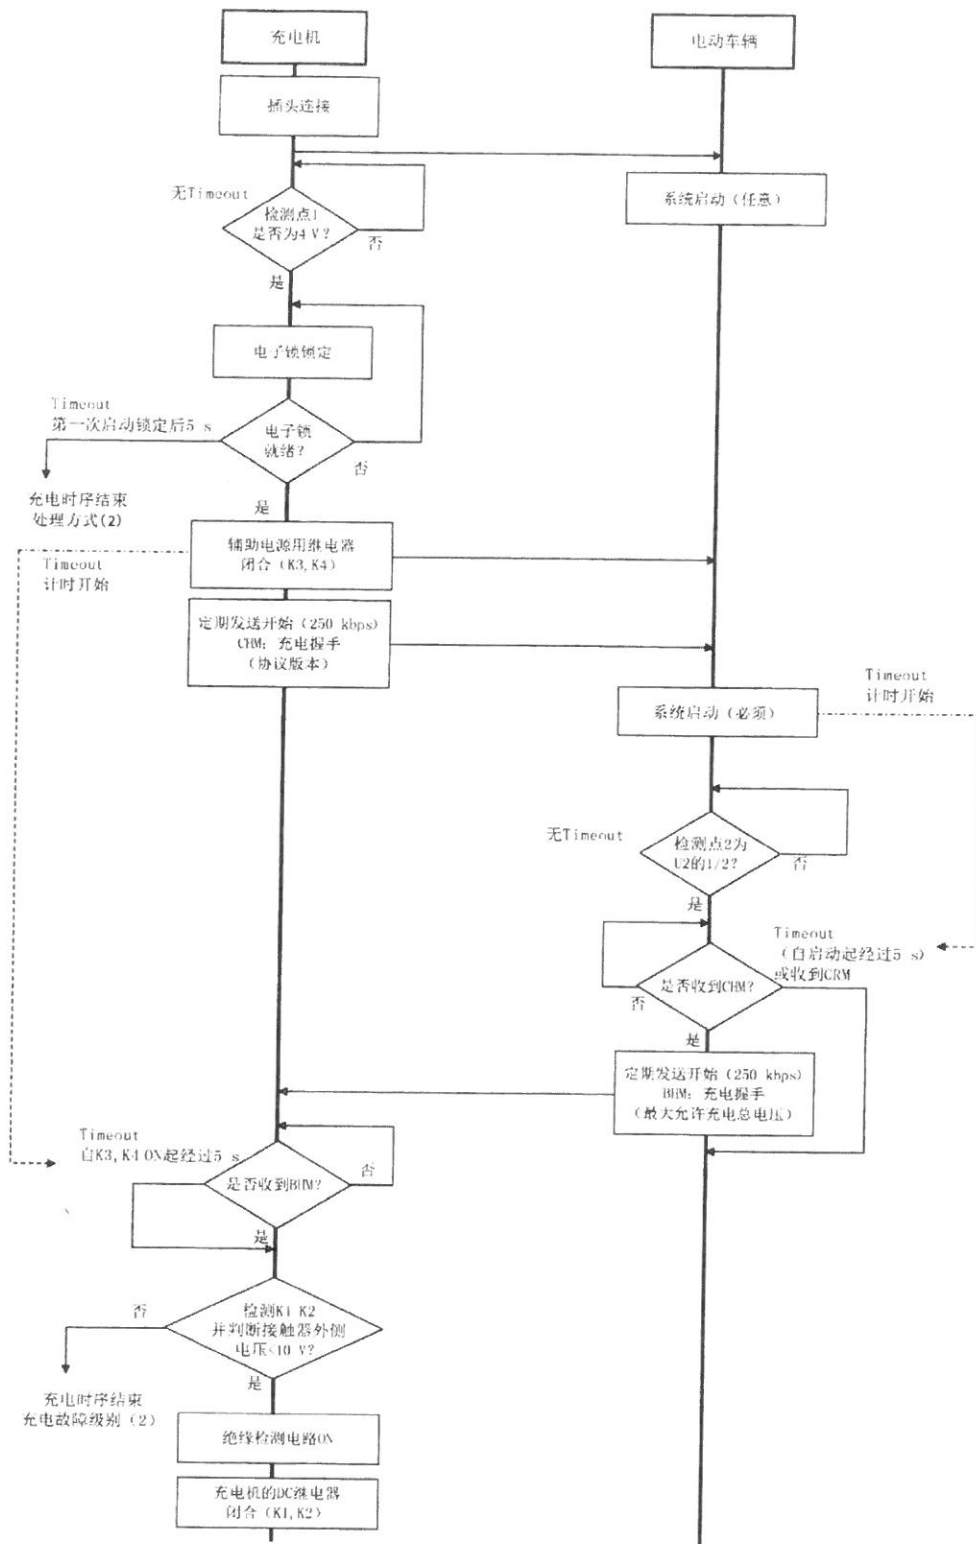 充电机
电动车辆
插头连接
无Timeout
系统启动（任意）
检测点1
是否为4 V？
否
是
电子锁锁定
Timeout
第一次启动锁定后5 s
电子锁
就绪？
否
充电时序结束
处理方式(2)
是
辅助电源用继电器
闭合（K3,K4）
Timeout
计时开始
定期发送开始（250 kbps）
CHM：充电握手
（协议版本）
Timeout
计时开始
系统启动（必须）
无Timeout
检测点2为
U2的1/2？
否
是
Timeout
（自启动起经过5 s）
或收到CRM
是否收到CHM？
否
是
定期发送开始（250 kbps）
BHM：充电握手
（最大允许充电总电压）
Timeout
自K3,K4 ON起经过5 s
是否收到BHM？
否
是
检测K1 K2
并判断接触器外侧
电压<10 V？
否
是
充电时序结束
充电故障级别（2）
绝缘检测电路ON
充电机的DC继电器
闭合（K1,K2）